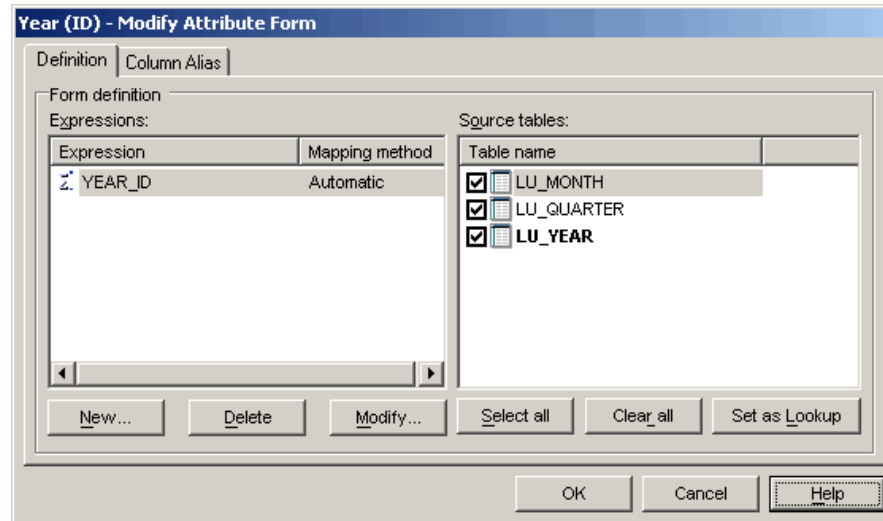 Year (ID) - Modify Attribute Form
Definition
Column Alias
Form definition
Expressions:
Source tables:
Expression
Mapping method
Table name
YEAR_ID
Automatic
LU_MONTH
LU_QUARTER
LU_YEAR
New...
Delete
Modify...
Select all
Clear all
Set as Lookup
OK
Cancel
Help